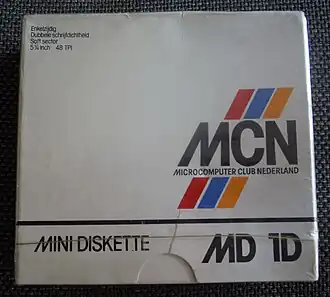 Enkelzijdig
Dubbele schrijfdichtheid
Soft sector
5¼ inch 48 TPI
MCN
MICROCOMPUTER CLUB NEDERLAND
MINI DISKETTE MD 1D